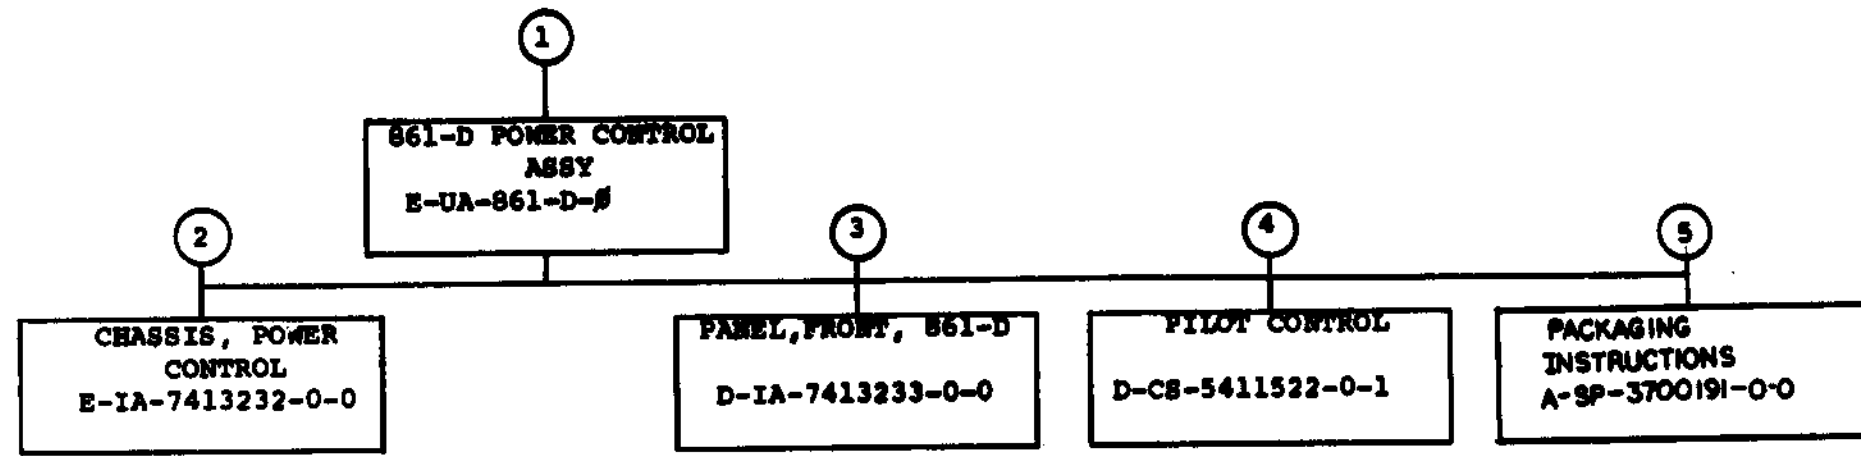 1
861-D POWER CONTROL
ASSY
E-UA-861-D-Ø
2
CHASSIS, POWER
CONTROL
E-IA-7413232-0-0
3
PANEL,FRONT, 861-D
D-IA-7413233-0-0
4
PILOT CONTROL
D-CS-5411522-0-1
5
PACKAGING
INSTRUCTIONS
A-SP-3700191-0-0